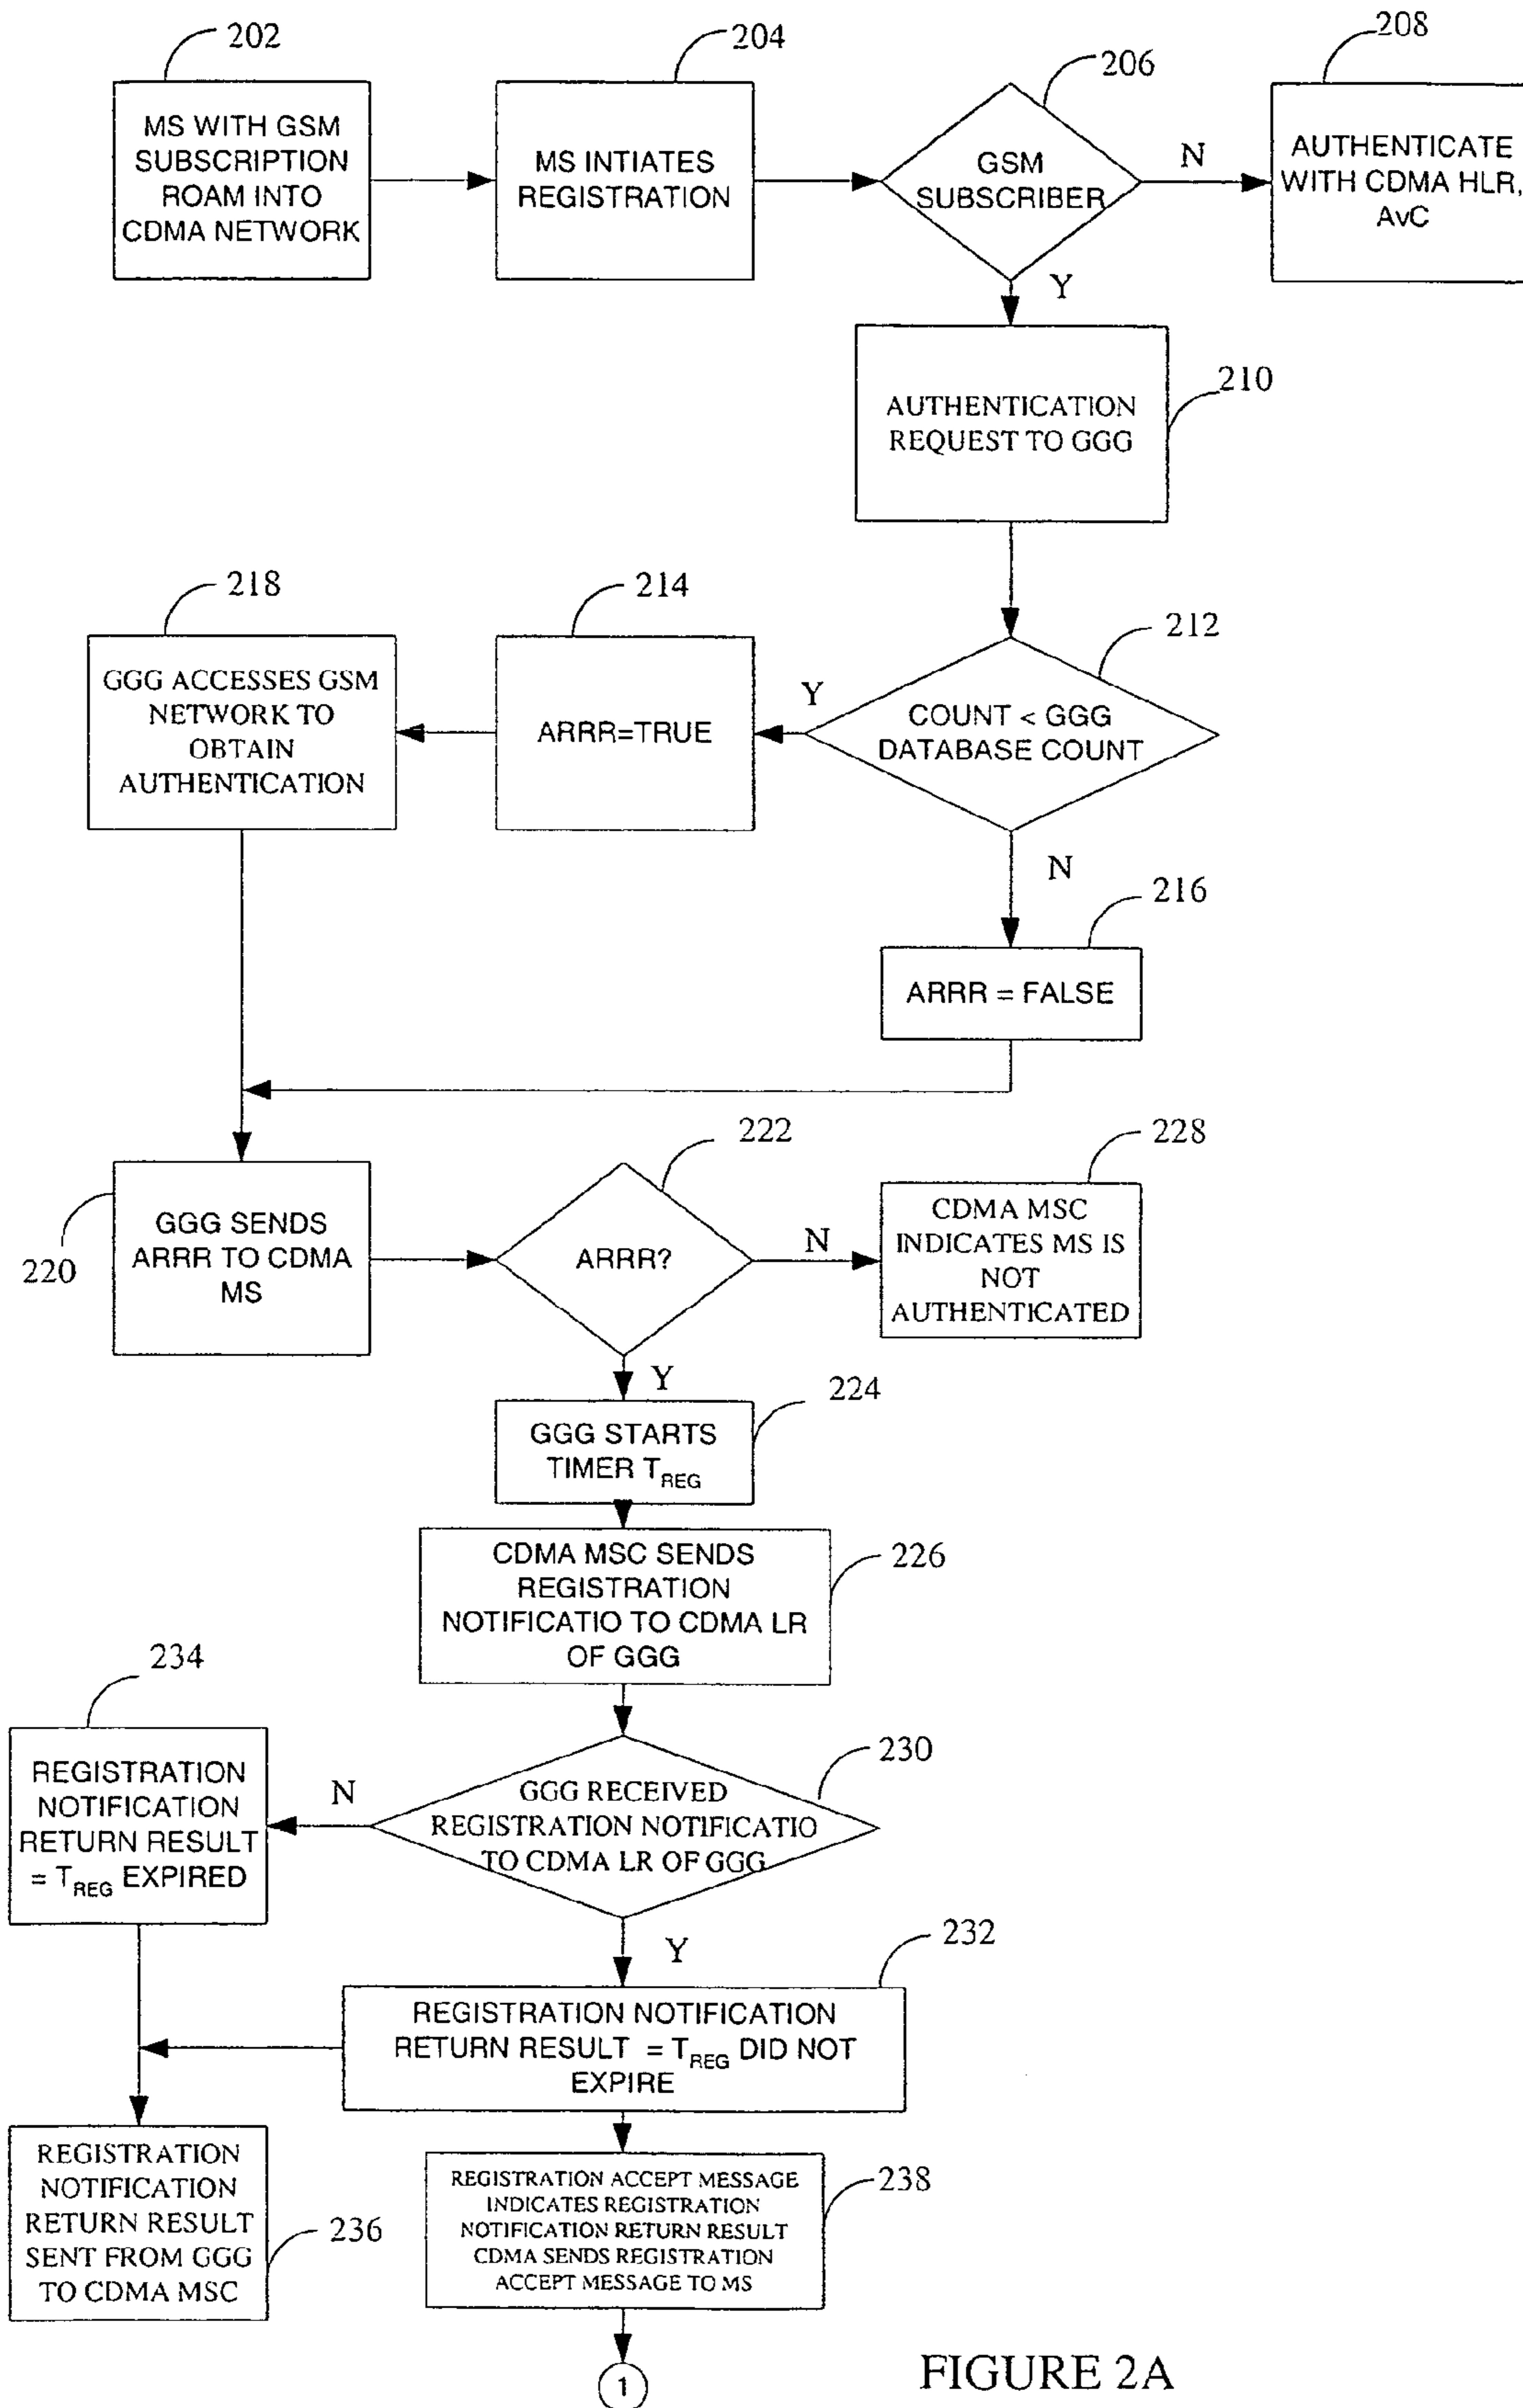 202
204
206
208
MS WITH GSM
SUBSCRIPTION
ROAM INTO
CDMA NETWORK
MS INTIATES
REGISTRATION
GSM
SUBSCRIBER
N
AUTHENTICATE
WITH CDMA HLR,
AvC
Y
210
AUTHENTICATION
REQUEST TO GGG
218
214
212
GGG ACCESSES GSM
NETWORK TO
OBTAIN
AUTHENTICATION
ARRR=TRUE
Y
COUNT < GGG
DATABASE COUNT
N
216
ARRR = FALSE
222
228
220
GGG SENDS
ARRR TO CDMA
MS
ARRR?
N
CDMA MSC
INDICATES MS IS
NOT
AUTHENTICATED
Y
224
GGG STARTS
TIMER TREG
226
CDMA MSC SENDS
REGISTRATION
NOTIFICATIO TO CDMA LR
OF GGG
234
230
REGISTRATION
NOTIFICATION
RETURN RESULT
= TREG EXPIRED
N
GGG RECEIVED
REGISTRATION NOTIFICATIO
TO CDMA LR OF GGG
Y
232
REGISTRATION NOTIFICATION
RETURN RESULT = TREG DID NOT
EXPIRE
REGISTRATION
NOTIFICATION
RETURN RESULT
SENT FROM GGG
TO CDMA MSC
236
REGISTRATION ACCEPT MESSAGE
INDICATES REGISTRATION
NOTIFICATION RETURN RESULT
CDMA SENDS REGISTRATION
ACCEPT MESSAGE TO MS
238
1
FIGURE 2A